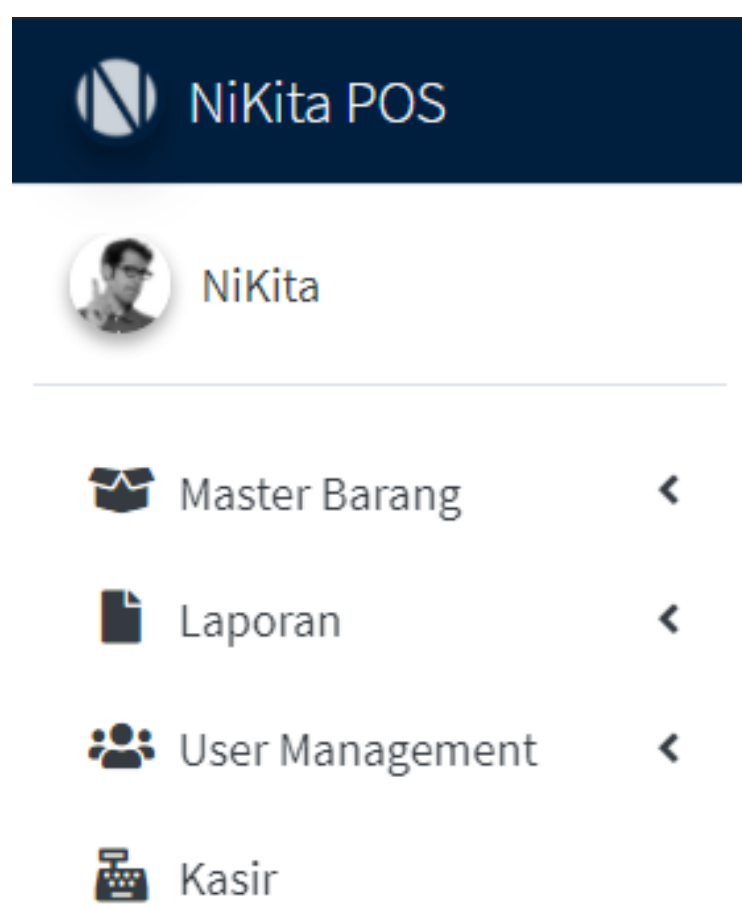 NiKita POS
NiKita
Master Barang
Laporan
User Management
Kasir